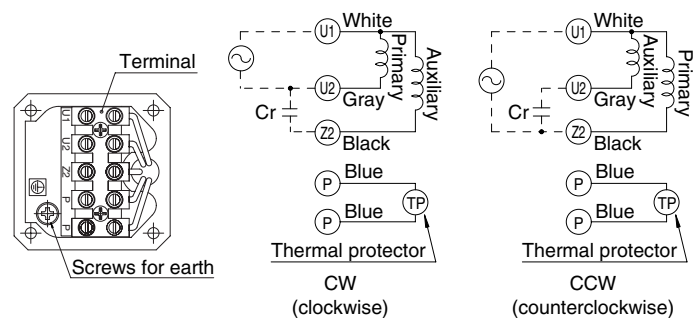 Terminal
U1
U2
Z2
P
P
Screws for earth
U1
White
Primary
Auxiliary
U2
Gray
Cr
Z2
Black
P
Blue
TP
P
Blue
Thermal protector
CW
(clockwise)
U1
White
Auxiliary
Primary
U2
Gray
Cr
Z2
Black
P
Blue
TP
P
Blue
Thermal protector
CCW
(counterclockwise)